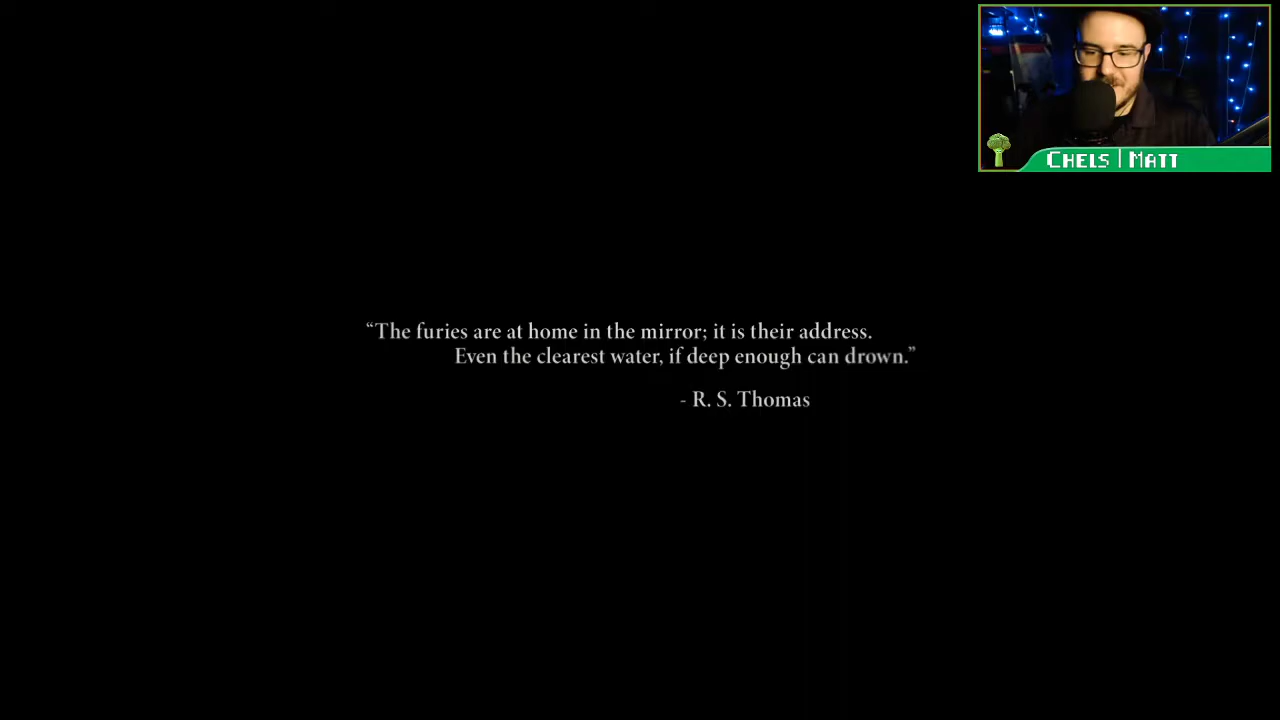 “The furies are at home in the mirror; it is their address.
Even the clearest water, if deep enough can drown.”
- R. S. Thomas
CHELS | MATT